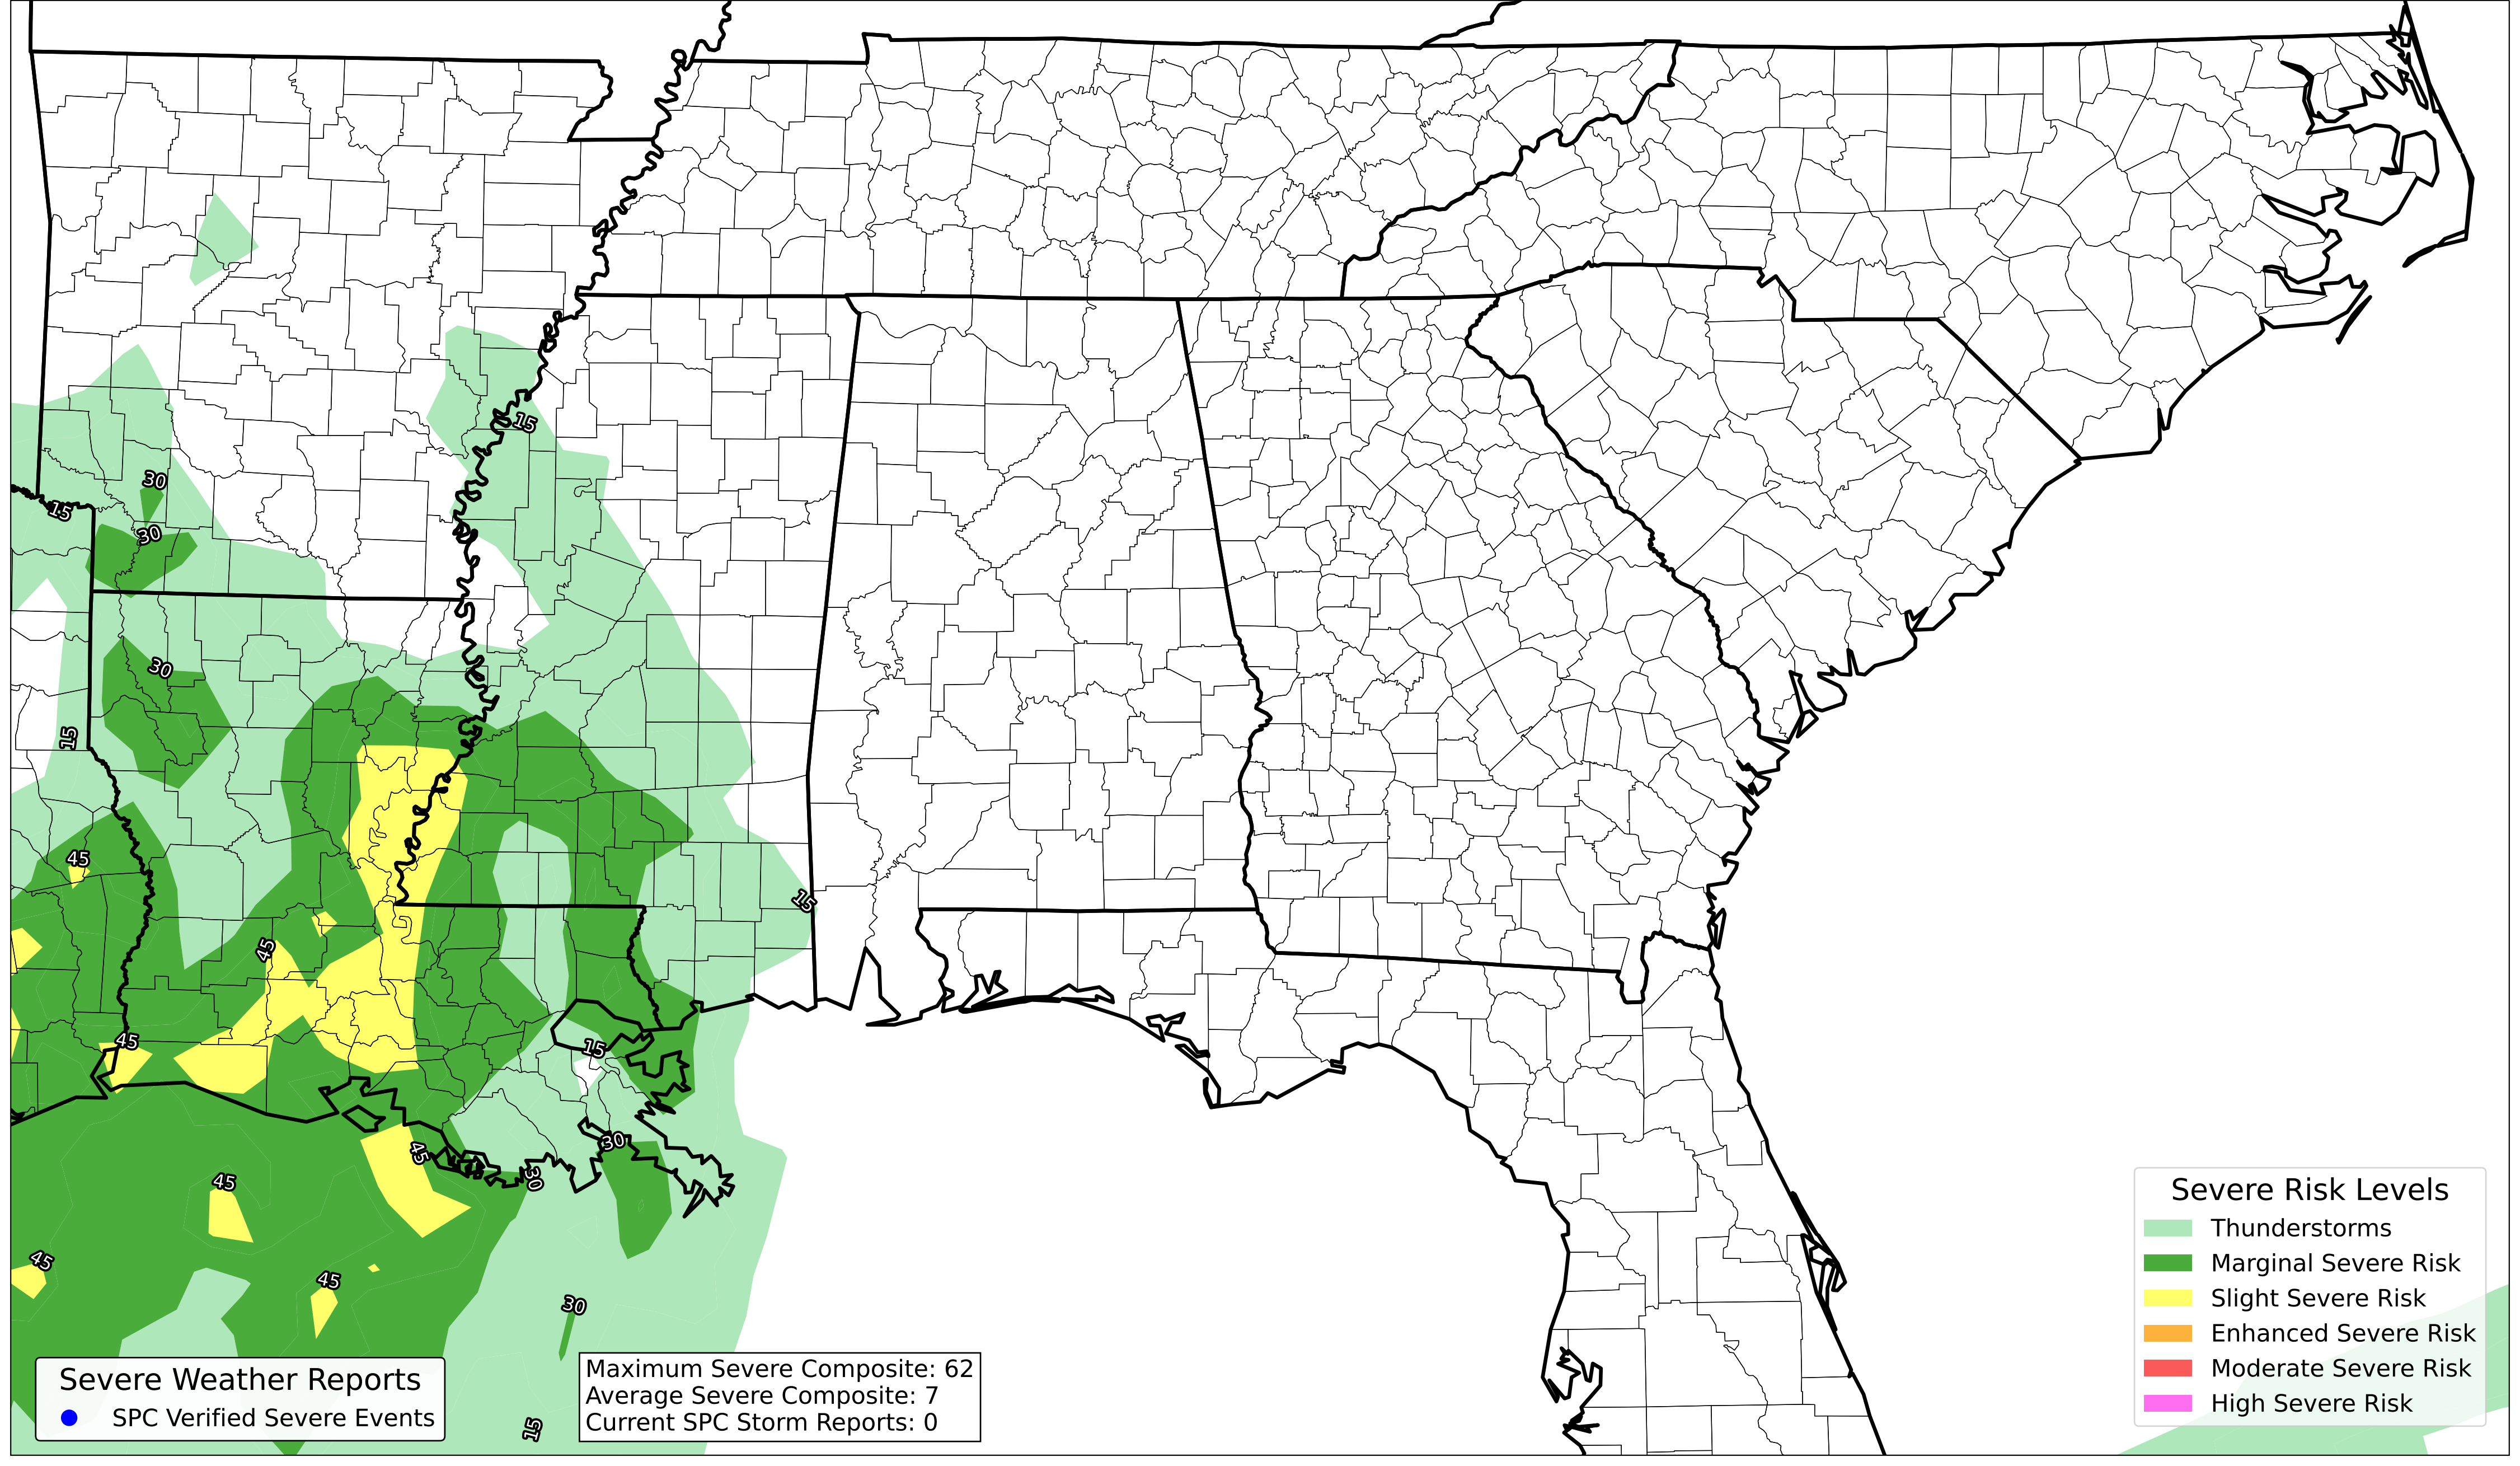 15
30
15
30
30
15
45
15
45
45
15
45
30
45
30
45
45
45
30
15
Severe Weather Reports
SPC Verified Severe Events
Maximum Severe Composite: 62
Average Severe Composite: 7
Current SPC Storm Reports: 0
Severe Risk Levels
Thunderstorms
Marginal Severe Risk
Slight Severe Risk
Enhanced Severe Risk
Moderate Severe Risk
High Severe Risk